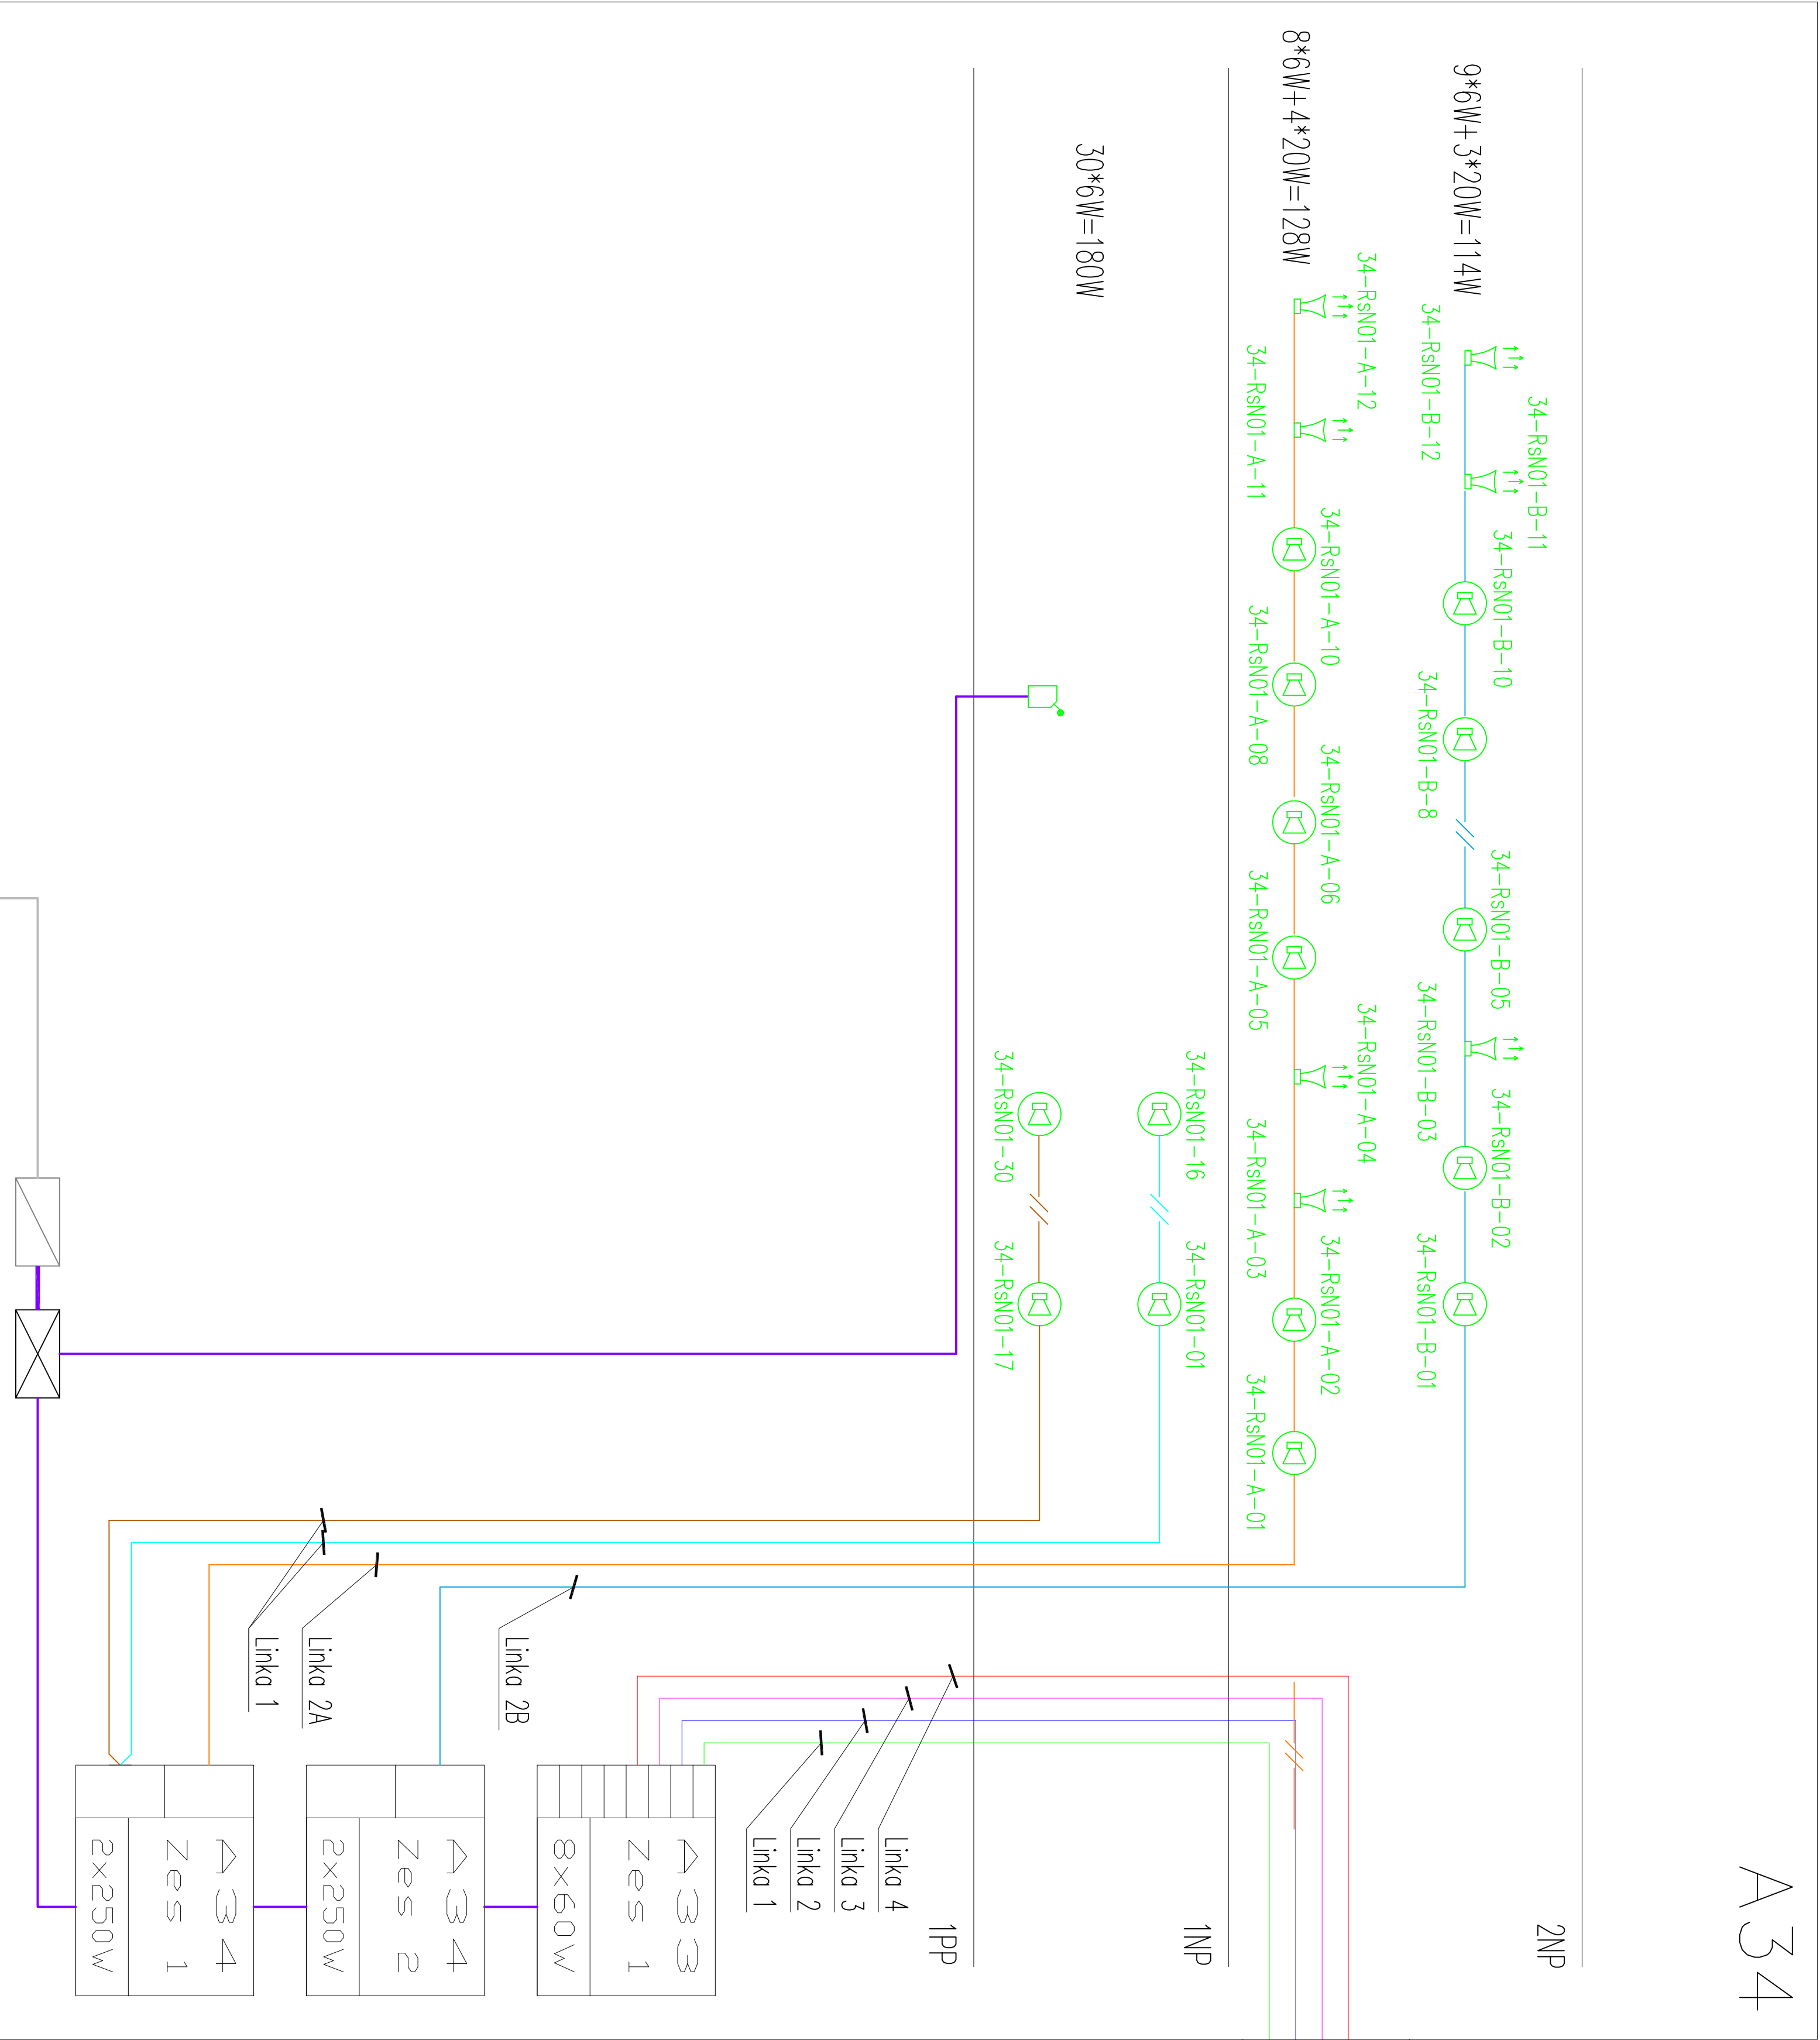 A34
2NP
9*6W+3*20W=114W
34-RsN01-B-11
34-RsN01-B-10
34-RsN01-B-05
34-RsN01-B-02
34-RsN01-B-12
34-RsN01-B-8
34-RsN01-B-03
34-RsN01-B-01
1NP
8*6W+4*20W=128W
34-RsN01-A-12
34-RsN01-A-04
34-RsN01-A-10
34-RsN01-A-06
34-RsN01-A-02
34-RsN01-A-11
34-RsN01-A-08
34-RsN01-A-05
34-RsN01-A-03
34-RsN01-A-01
30*6W=180W
34-RsN01-16
34-RsN01-01
34-RsN01-30
34-RsN01-17
1PP
Linka 4
Linka 3
Linka 2
Linka 1
A33
Zes 1
8x60W
Linka 2B
A34
Zes 2
2x250W
Linka 2A
Linka 1
A34
Zes 1
2x250W